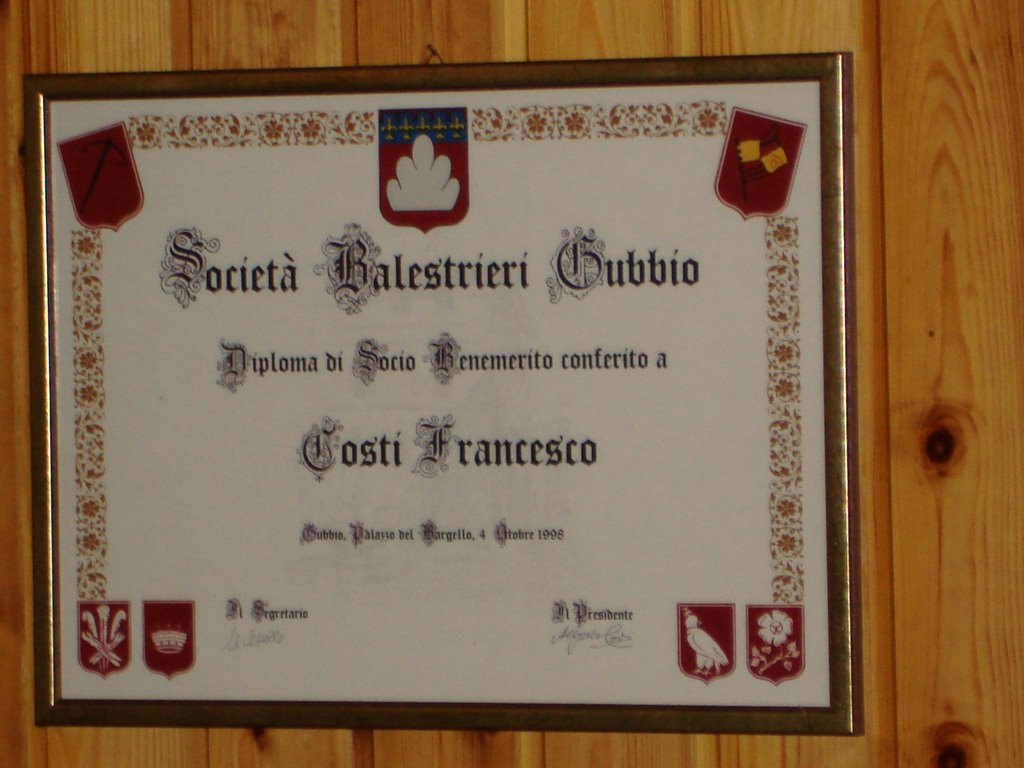 Società Balestrieri Gubbio
Diploma di Socio Benemerito conferito a
Costi Francesco
Gubbio, Palazzo del Bargello, 4 Ottobre 1998
Il Segretario
Il Presidente